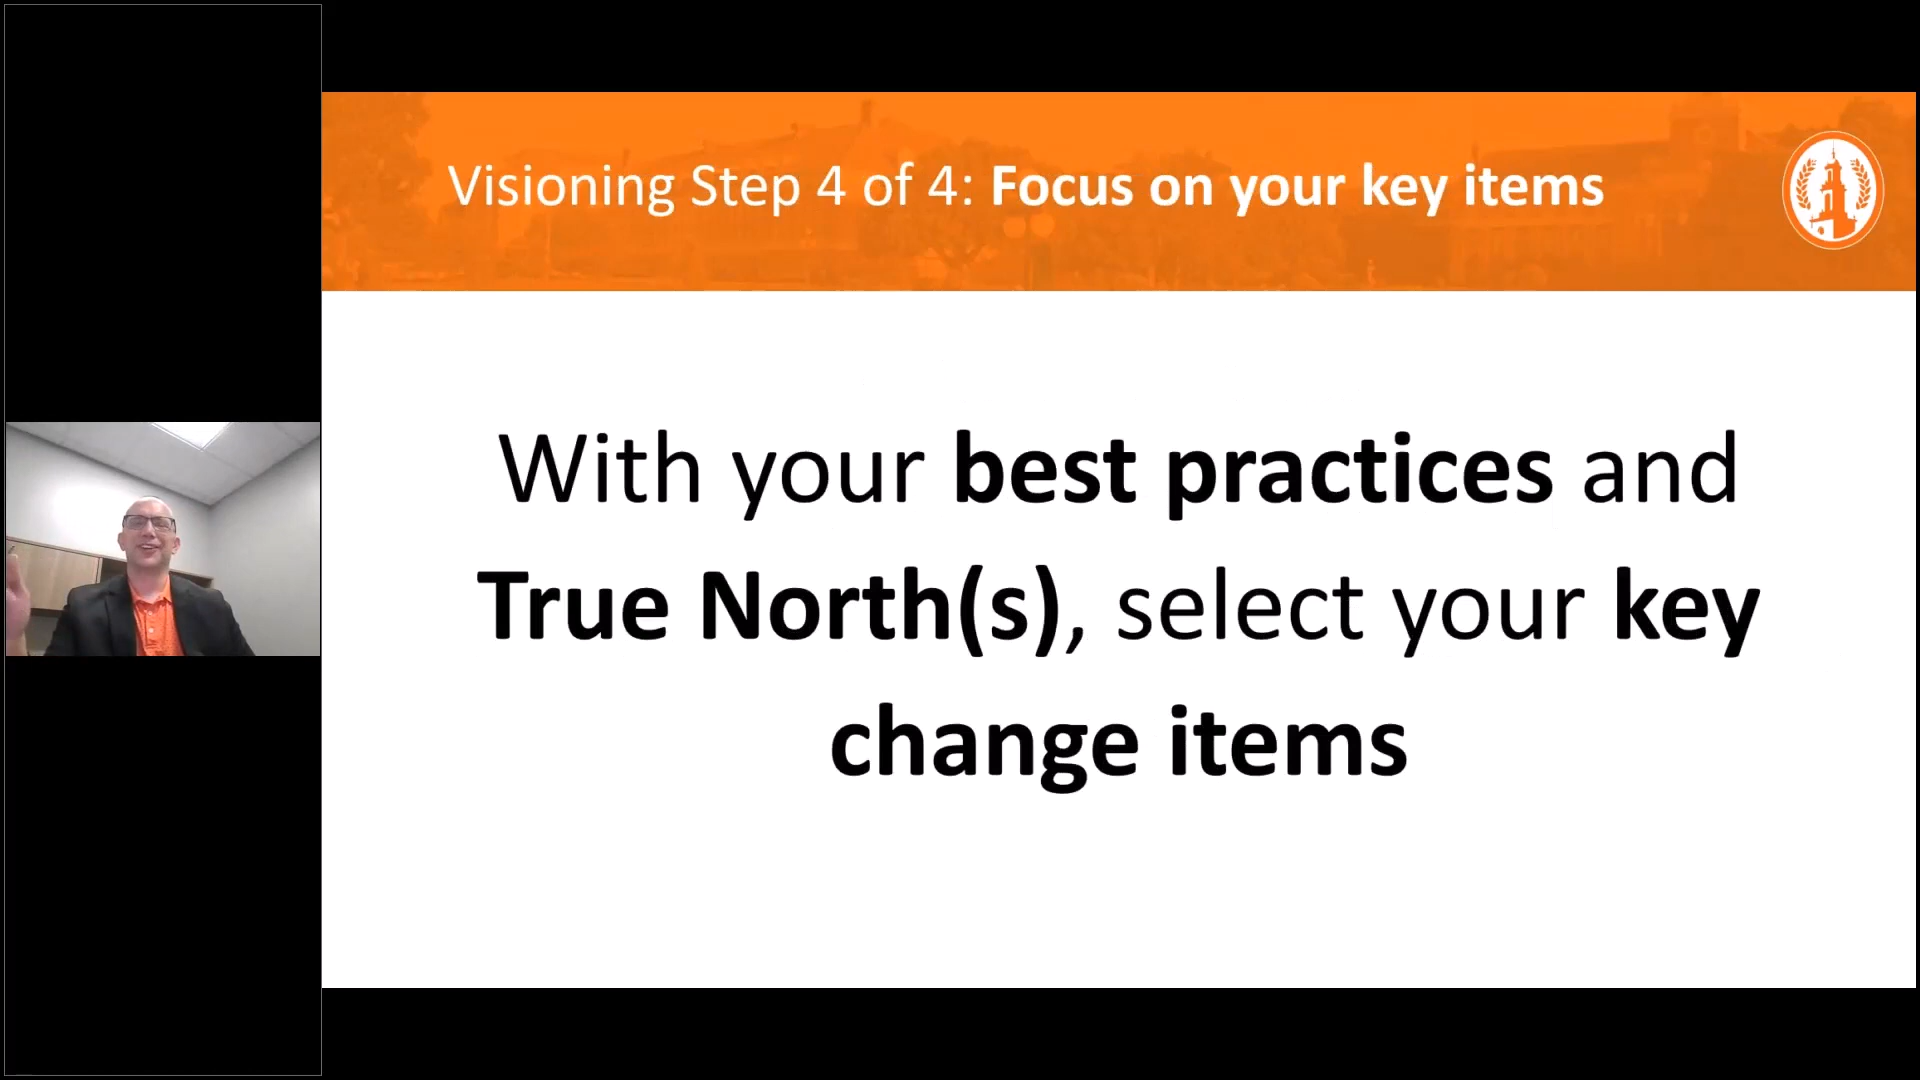 Visioning Step 4 of 4: Focus on your key items
With your best practices and
True North(s), select your key
change items